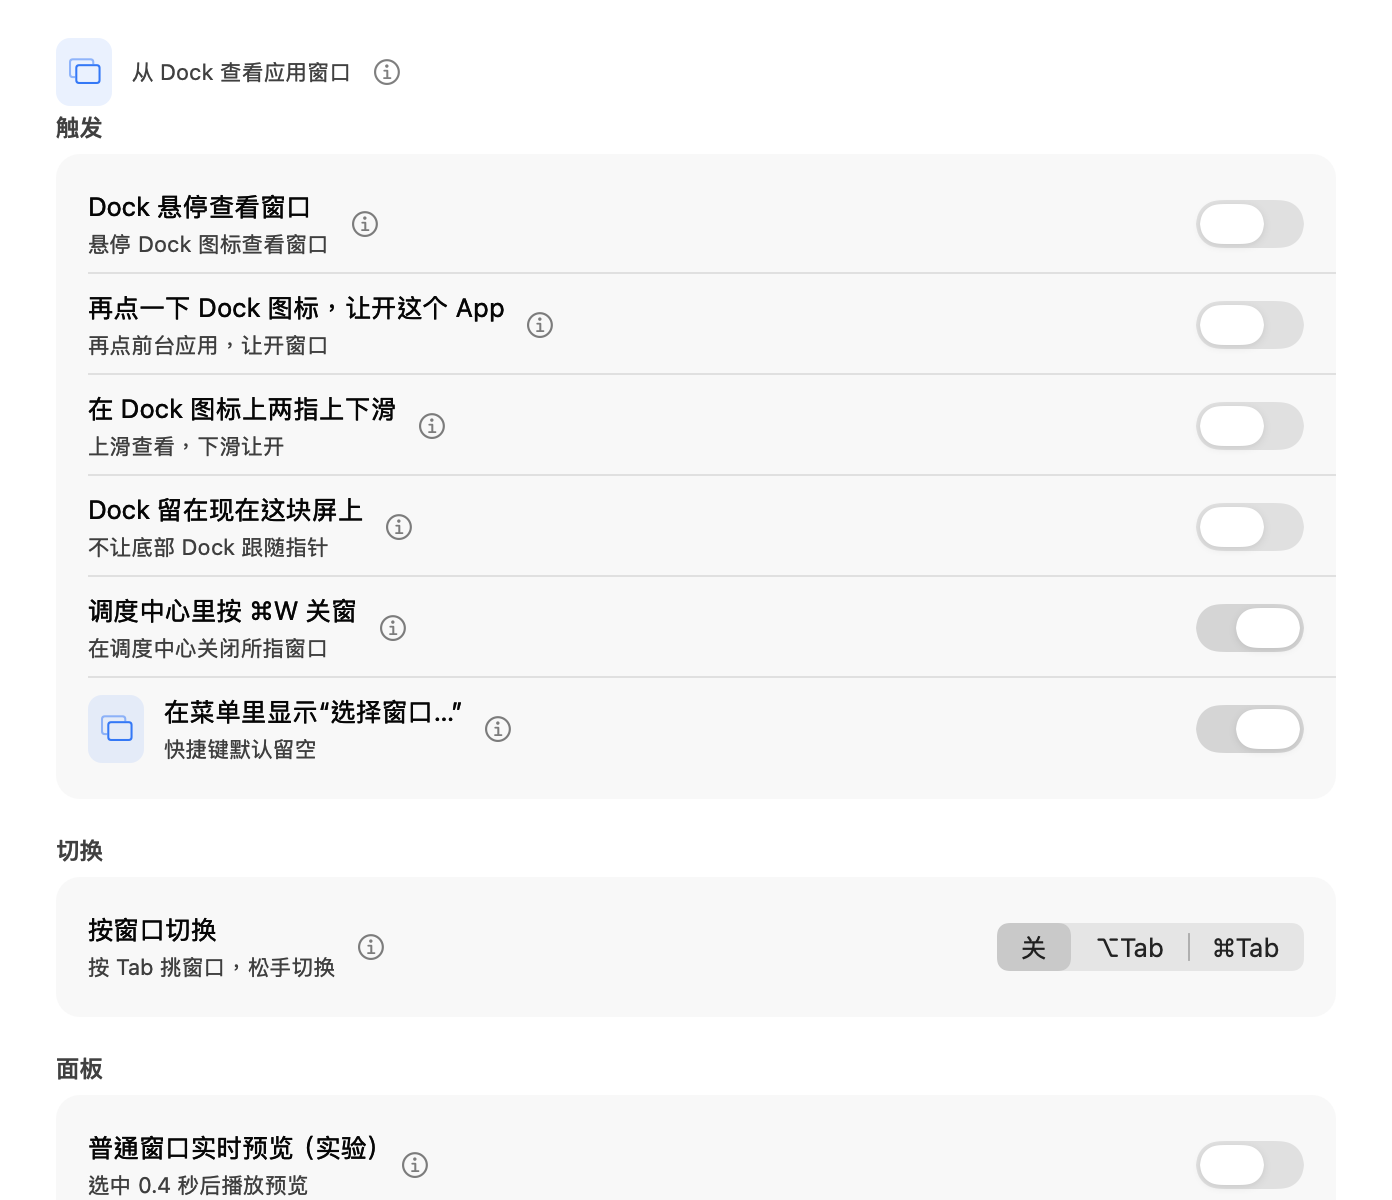 从 Dock 查看应用窗口
触发
Dock 悬停查看窗口
悬停 Dock 图标查看窗口
再点一下 Dock 图标，让开这个 App
再点前台应用，让开窗口
在 Dock 图标上两指上下滑
上滑查看，下滑让开
Dock 留在现在这块屏上
不让底部 Dock 跟随指针
调度中心里按 ⌘W 关窗
在调度中心关闭所指窗口
在菜单里显示“选择窗口...”
快捷键默认留空
切换
按窗口切换
按 Tab 挑窗口，松手切换
关 ⌥Tab ⌘Tab
面板
普通窗口实时预览（实验）
选中 0.4 秒后播放预览